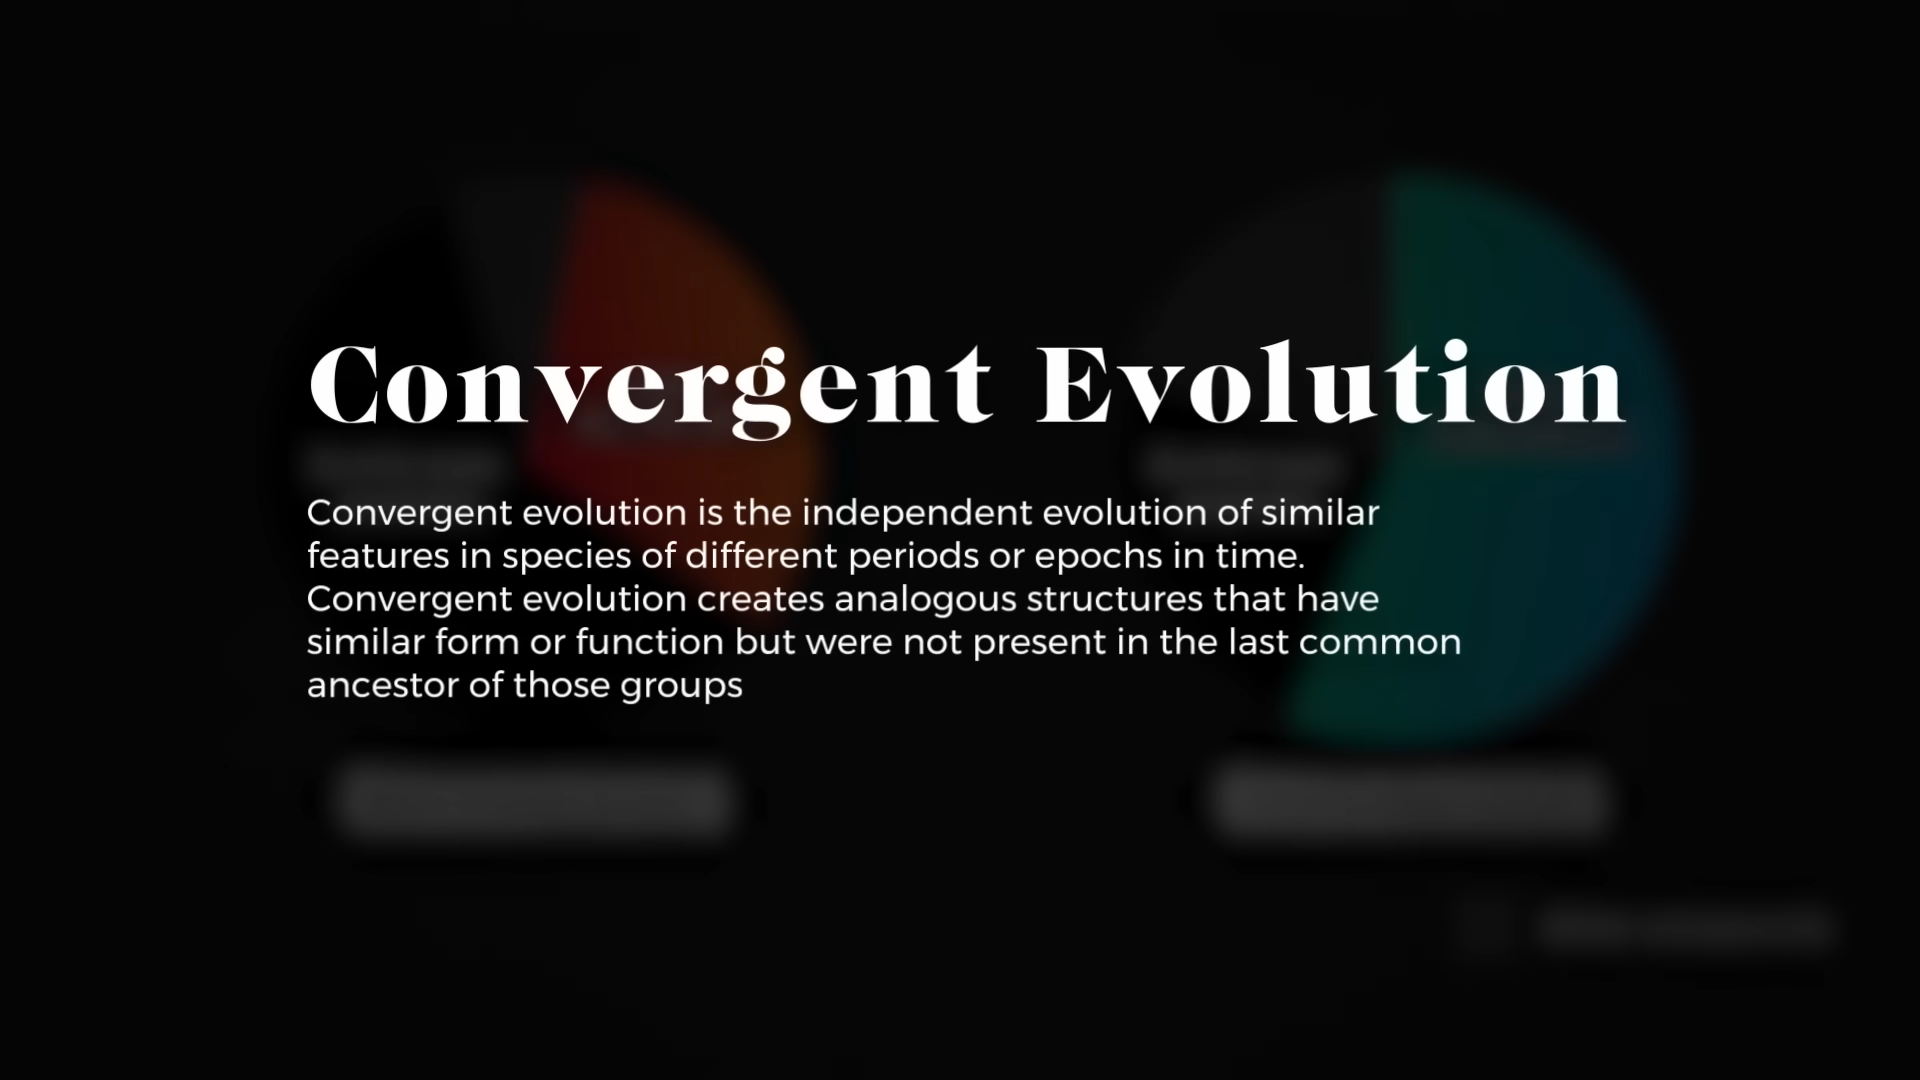 Convergent Evolution
Convergent evolution is the independent evolution of similar
features in species of different periods or epochs in time.
Convergent evolution creates analogous structures that have
similar form or function but were not present in the last common
ancestor of those groups